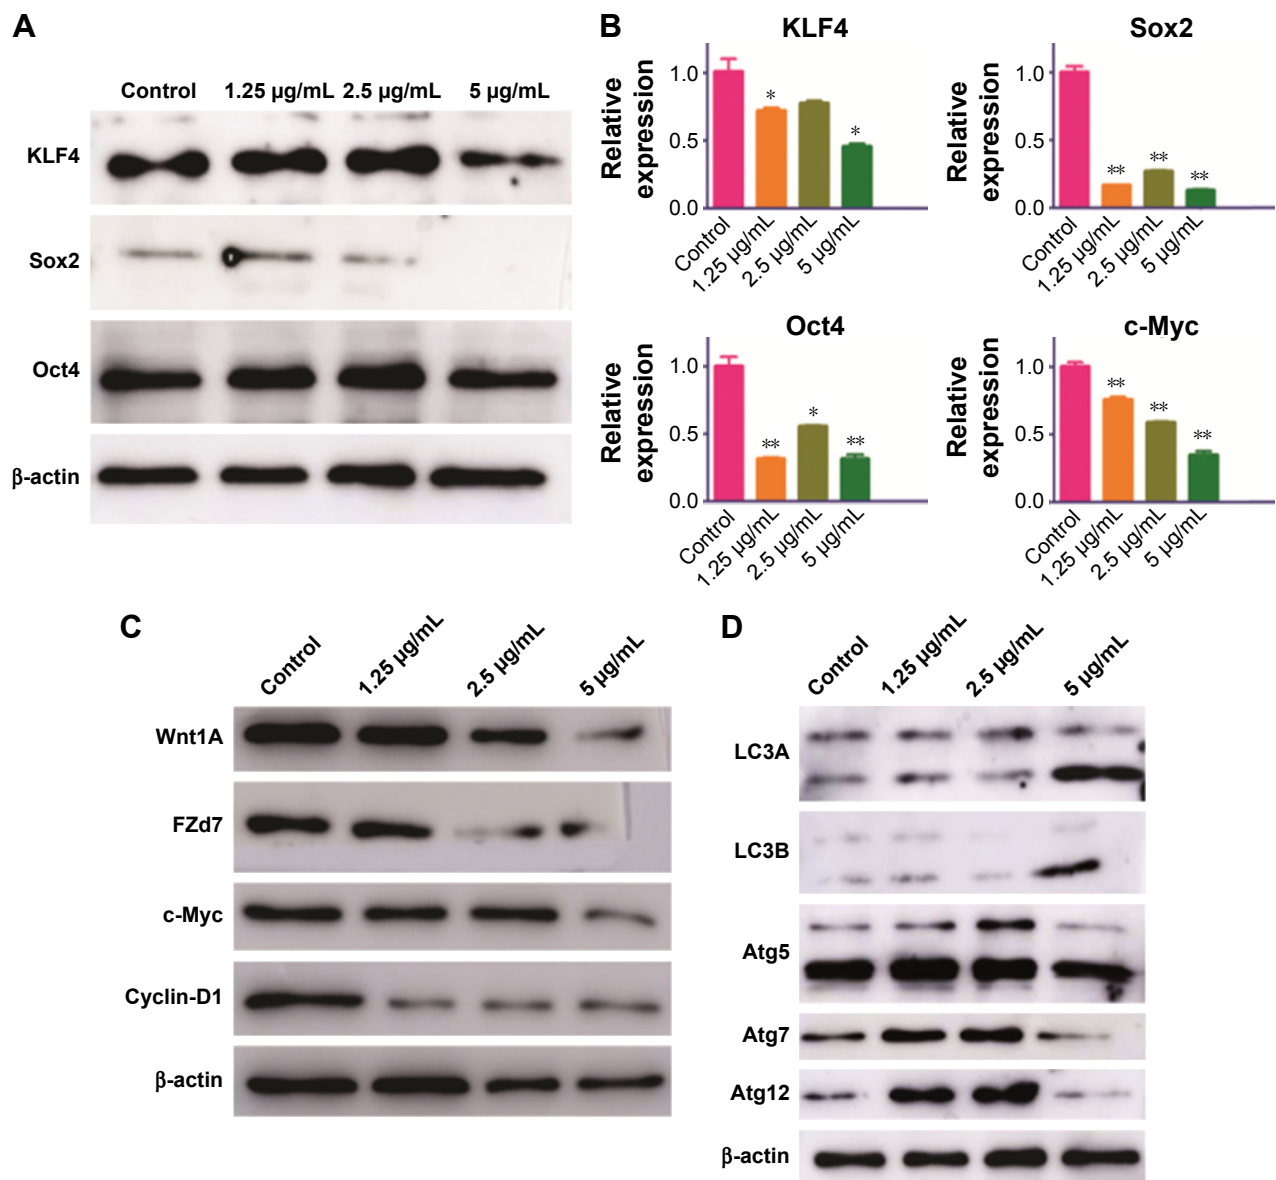 A
Control 1.25 µg/mL 2.5 µg/mL 5 µg/mL
KLF4
Sox2
Oct4
β-actin
B
KLF4
Relative expression
1.0
0.5
0.0
*
*
Control
1.25 µg/mL
2.5 µg/mL
5 µg/mL
Sox2
Relative expression
1.0
0.5
0.0
**
**
**
Control
1.25 µg/mL
2.5 µg/mL
5 µg/mL
Oct4
Relative expression
1.0
0.5
0.0
**
*
**
Control
1.25 µg/mL
2.5 µg/mL
5 µg/mL
c-Myc
Relative expression
1.0
0.5
0.0
**
**
**
Control
1.25 µg/mL
2.5 µg/mL
5 µg/mL
C
Control
1.25 µg/mL
2.5 µg/mL
5 µg/mL
Wnt1A
FZd7
c-Myc
Cyclin-D1
β-actin
D
Control
1.25 µg/mL
2.5 µg/mL
5 µg/mL
LC3A
LC3B
Atg5
Atg7
Atg12
β-actin